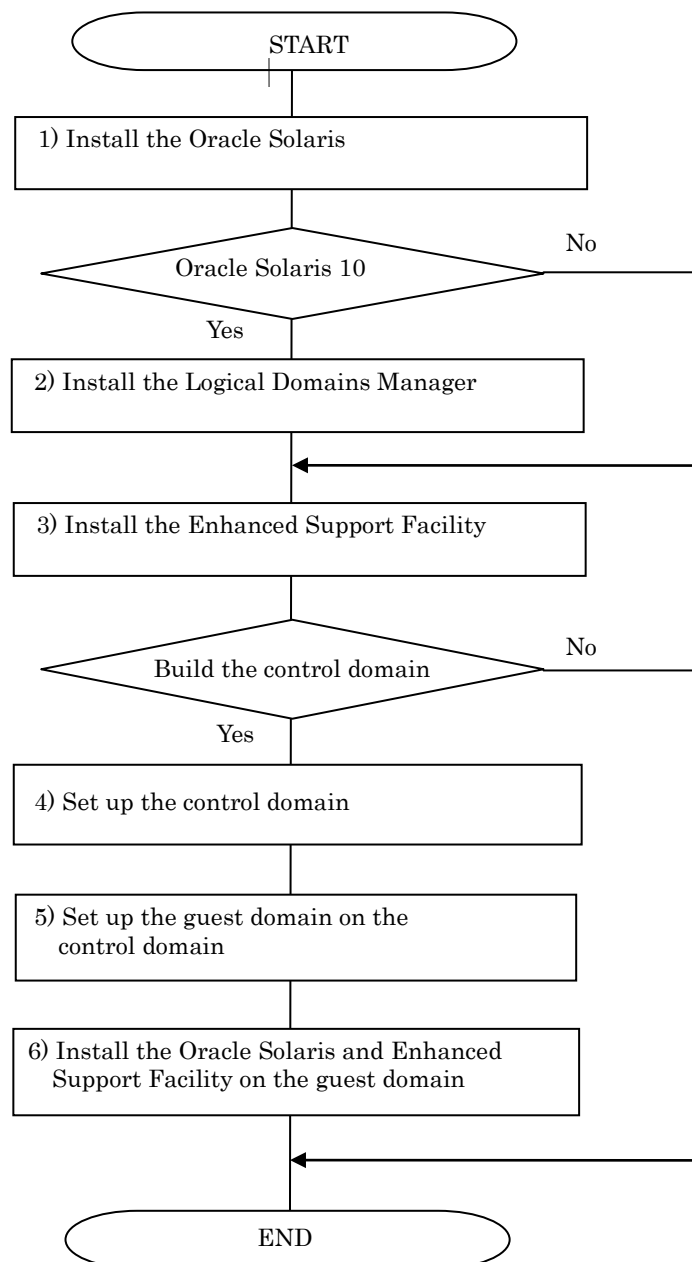 START
1) Install the Oracle Solaris
Oracle Solaris 10
No
Yes
2) Install the Logical Domains Manager
3) Install the Enhanced Support Facility
Build the control domain
No
Yes
4) Set up the control domain
5) Set up the guest domain on the
control domain
6) Install the Oracle Solaris and Enhanced
Support Facility on the guest domain
END